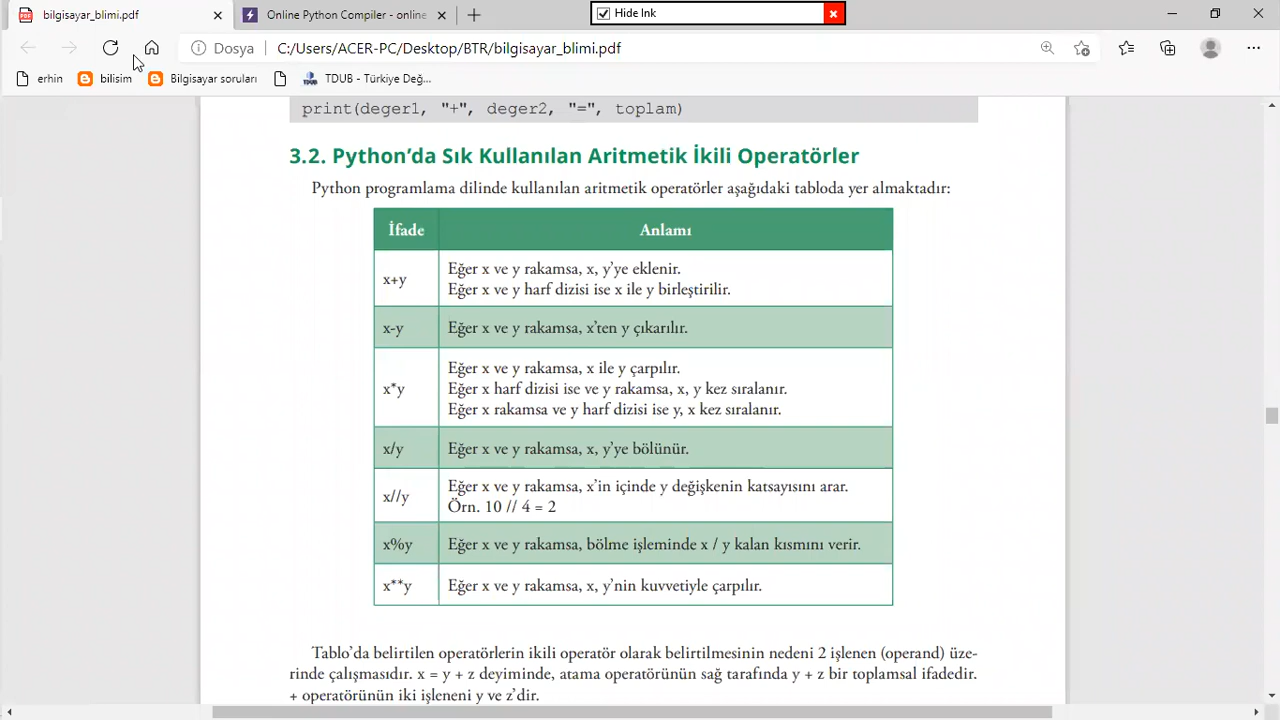 bilgisayar_blimi.pdf
Online Python Compiler - online
Hide Ink
Dosya
C:/Users/ACER-PC/Desktop/BTR/bilgisayar_blimi.pdf
erhin
bilisim
Bilgisayar soruları
TDUB - Türkiye Değ...
print(deger1, "+", deger2, "=", toplam)
3.2. Python’da Sık Kullanılan Aritmetik İkili Operatörler
Python programlama dilinde kullanılan aritmetik operatörler aşağıdaki tabloda yer almaktadır:
İfade Anlamı
x+y
Eğer x ve y rakamsa, x, y’ye eklenir.
Eğer x ve y harf dizisi ise x ile y birleştirilir.
x-y Eğer x ve y rakamsa, x’ten y çıkarılır.
x*y
Eğer x ve y rakamsa, x ile y çarpılır.
Eğer x harf dizisi ise ve y rakamsa, x, y kez sıralanır.
Eğer x rakamsa ve y harf dizisi ise y, x kez sıralanır.
x/y Eğer x ve y rakamsa, x, y’ye bölünür.
x//y
Eğer x ve y rakamsa, x’in içinde y değişkenin katsayısını arar.
Örn. 10 // 4 = 2
x%y Eğer x ve y rakamsa, bölme işleminde x / y kalan kısmını verir.
x**y Eğer x ve y rakamsa, x, y’nin kuvvetiyle çarpılır.
Tablo’da belirtilen operatörlerin ikili operatör olarak belirtilmesinin nedeni 2 işlenen (operand) üze-
rinde çalışmasıdır. x = y + z deyiminde, atama operatörünün sağ tarafında y + z bir toplamsal ifadedir.
+ operatörünün iki işleneni y ve z’dir.